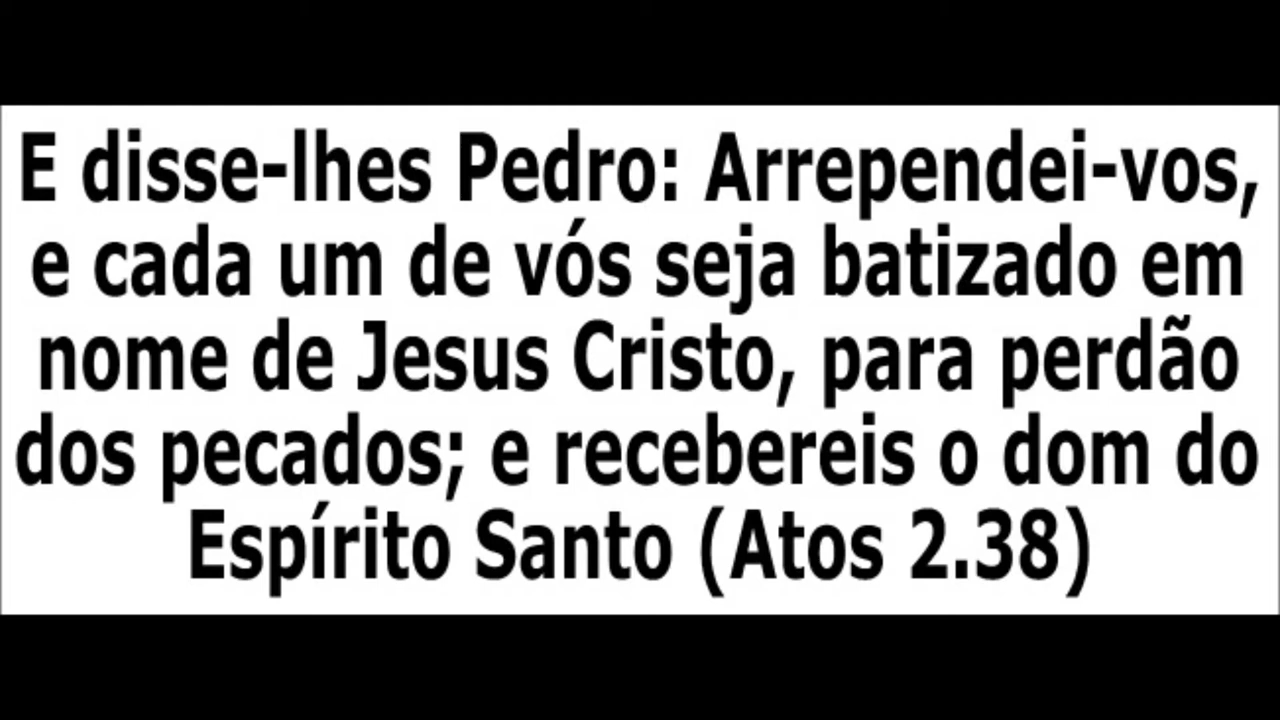 E disse-lhes Pedro: Arrependei-vos,
e cada um de vós seja batizado em
nome de Jesus Cristo, para perdão
dos pecados; e recebereis o dom do
Espírito Santo (Atos 2.38)